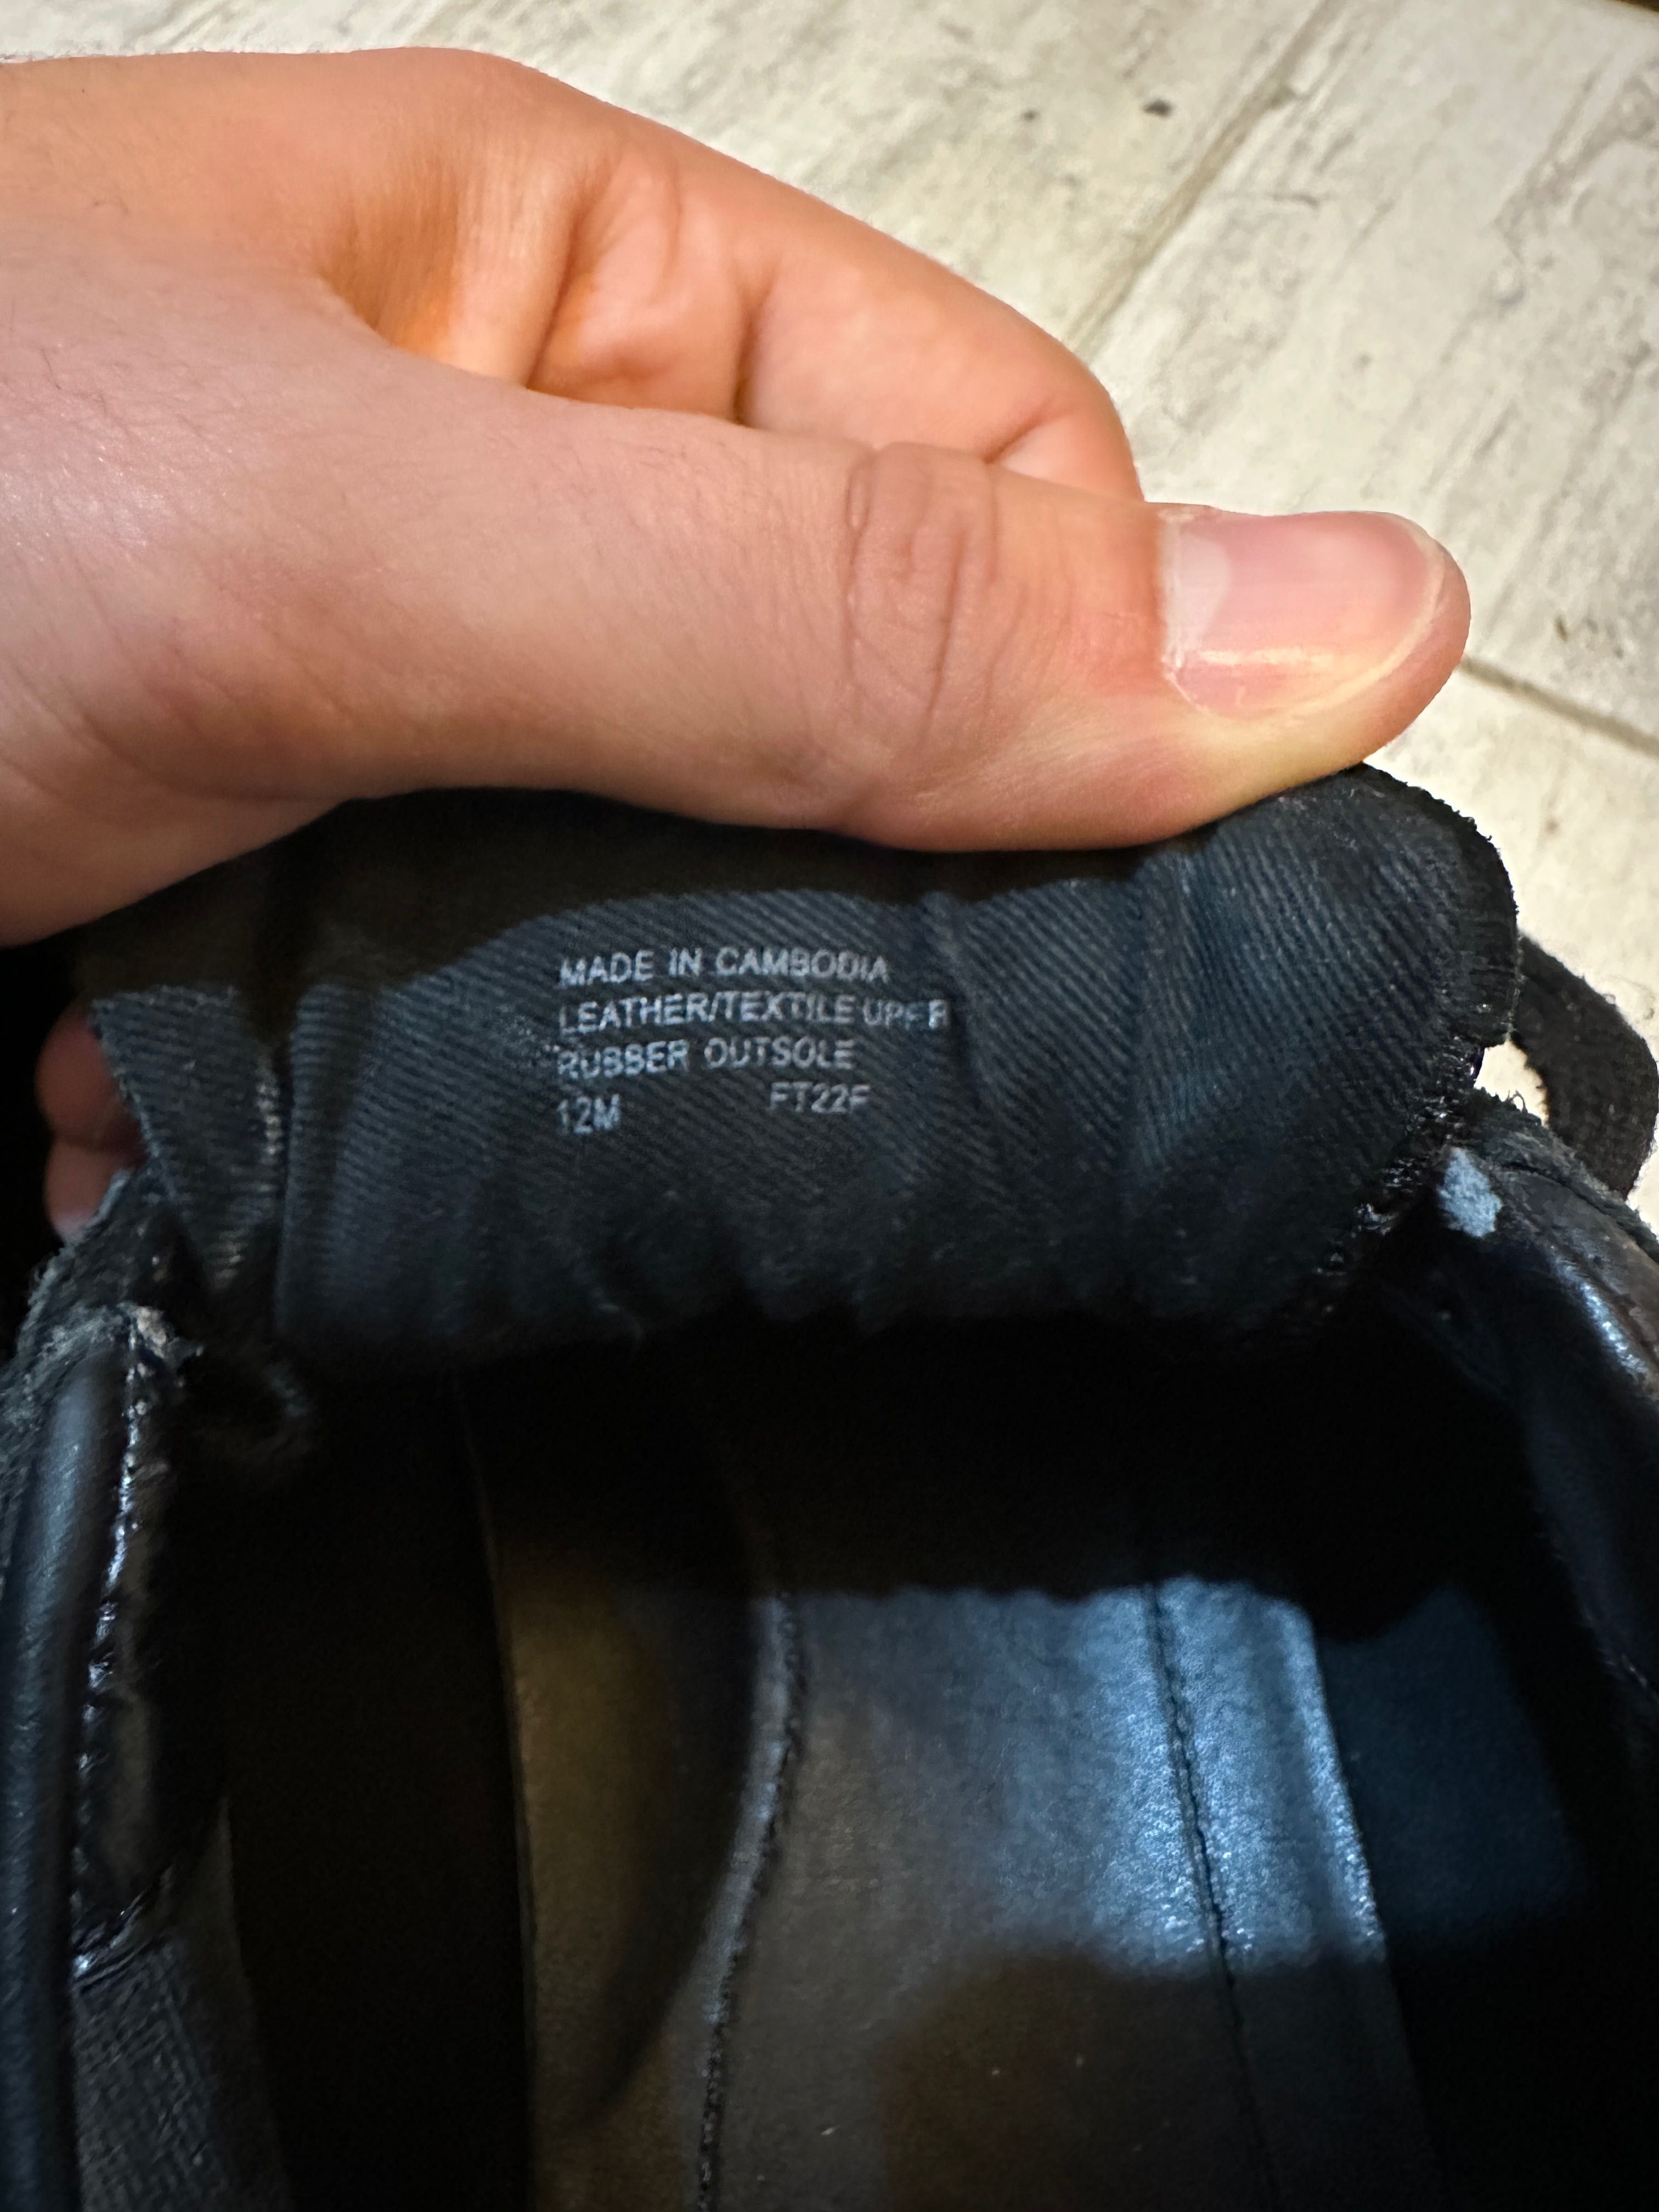 MADE IN CAMBODIA
LEATHER/TEXTILE UPPER
RUBBER OUTSOLE
12M FT22F